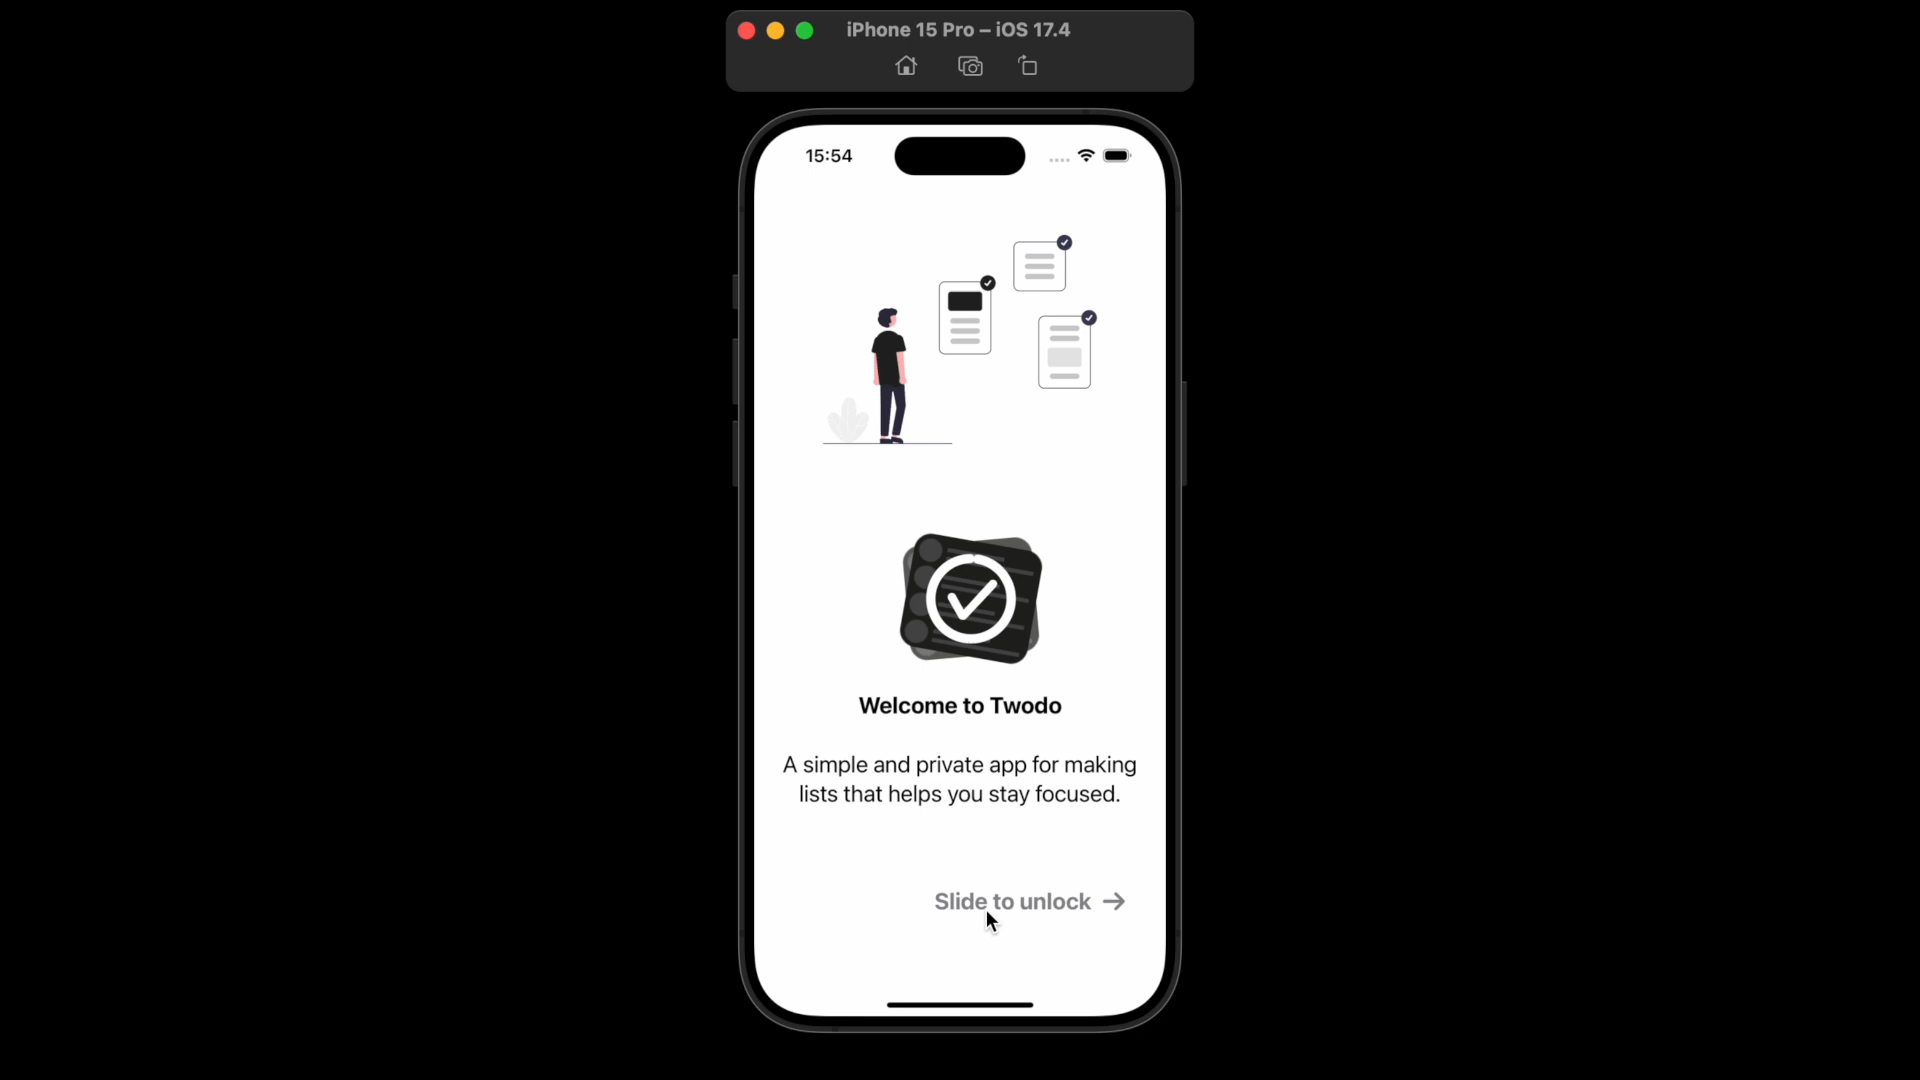 iPhone 15 Pro – iOS 17.4
15:54
Welcome to Twodo
A simple and private app for making
lists that helps you stay focused.
Slide to unlock →